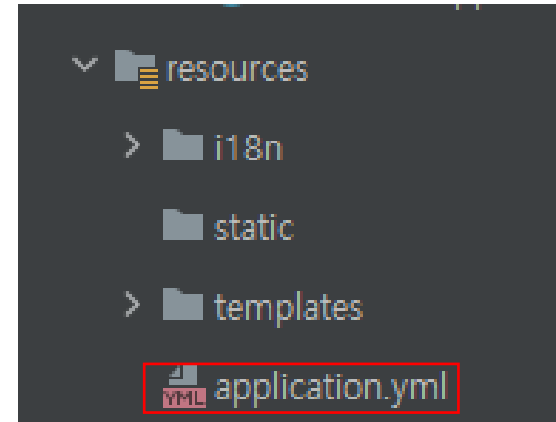 resources
i18n
static
templates
YML application.yml